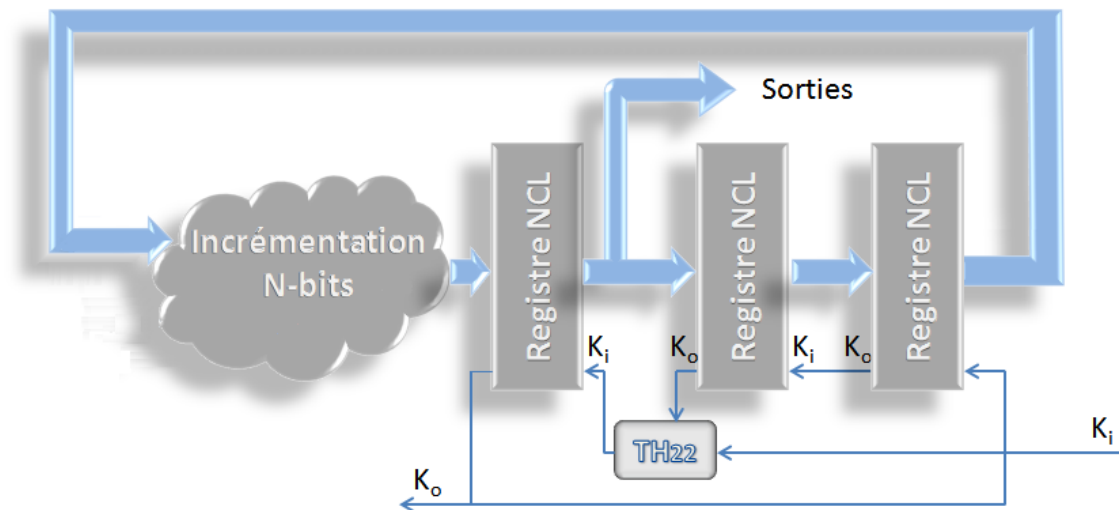 Sorties
Incrémentation
N-bits
Registre NCL
Registre NCL
Registre NCL
Ki
Ko
Ki
Ko
TH22
Ki
Ko